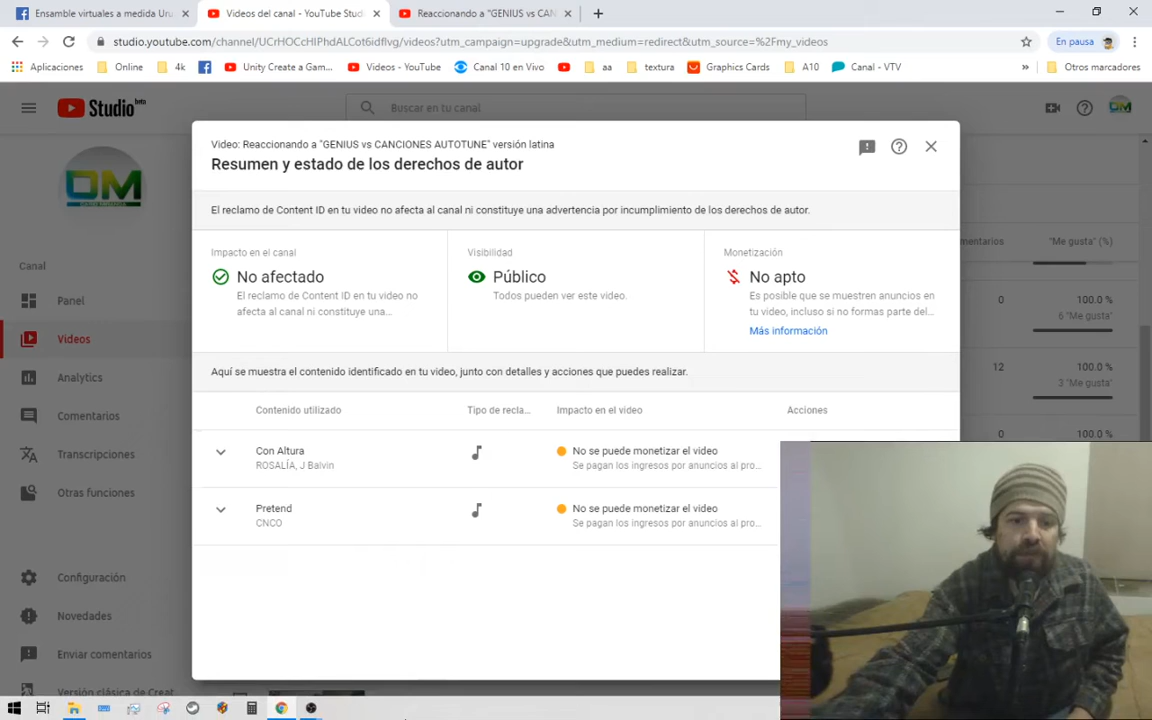 Ensamble virtuales a medida Uru
Videos del canal - YouTube Stud
Reaccionando a "GENIUS vs CAN
studio.youtube.com/channel/UCrHOCcHIPhdALCot6idfIvg/videos?utm_campaign=upgrade&utm_medium=redirect&utm_source=%2Fmy_videos
En pausa
Aplicaciones
Online
4k
Unity Create a Gam...
Videos - YouTube
Canal 10 en Vivo
aa
textura
Graphics Cards
A10
Canal - VTV
»
Otros marcadores
Studio beta
Buscar en tu canal
DM
DM
Canal
Panel
Videos
Analytics
Comentarios
Transcripciones
Otras funciones
Configuración
Novedades
Enviar comentarios
Versión clásica de Creat
Video: Reaccionando a "GENIUS vs CANCIONES AUTOTUNE" versión latina
Resumen y estado de los derechos de autor
El reclamo de Content ID en tu video no afecta al canal ni constituye una advertencia por incumplimiento de los derechos de autor.
Impacto en el canal
No afectado
El reclamo de Content ID en tu video no
afecta al canal ni constituye una...
Visibilidad
Público
Todos pueden ver este video.
Monetización
No apto
Es posible que se muestren anuncios en
tu video, incluso si no formas parte del...
Más información
Aquí se muestra el contenido identificado en tu video, junto con detalles y acciones que puedes realizar.
Contenido utilizado
Tipo de recla...
Impacto en el video
Acciones
Con Altura
ROSALÍA, J Balvin
No se puede monetizar el video
Se pagan los ingresos por anuncios al pro...
Pretend
CNCO
No se puede monetizar el video
Se pagan los ingresos por anuncios al pro...
mentarios
"Me gusta" (%)
0
100.0 %
6 "Me gusta"
12
100.0 %
3 "Me gusta"
0
100.0 %